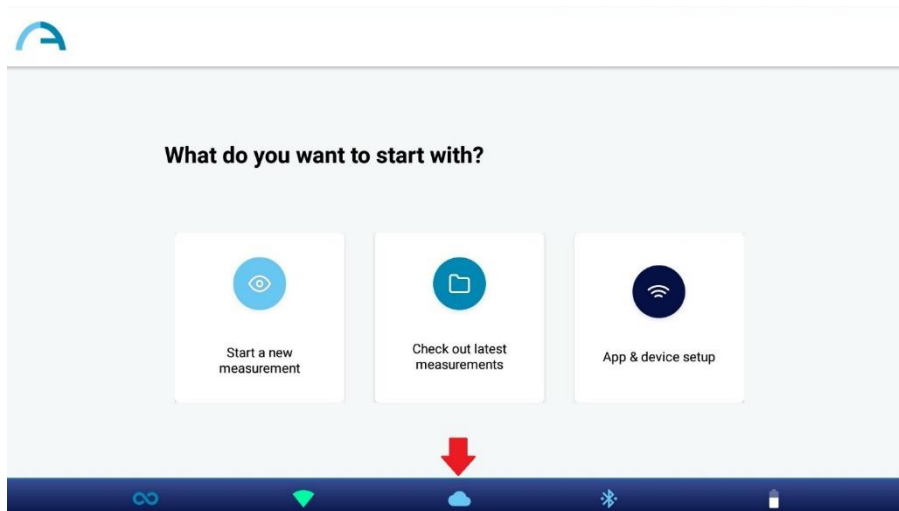 What do you want to start with?
Start a new
measurement
Check out latest
measurements
App & device setup